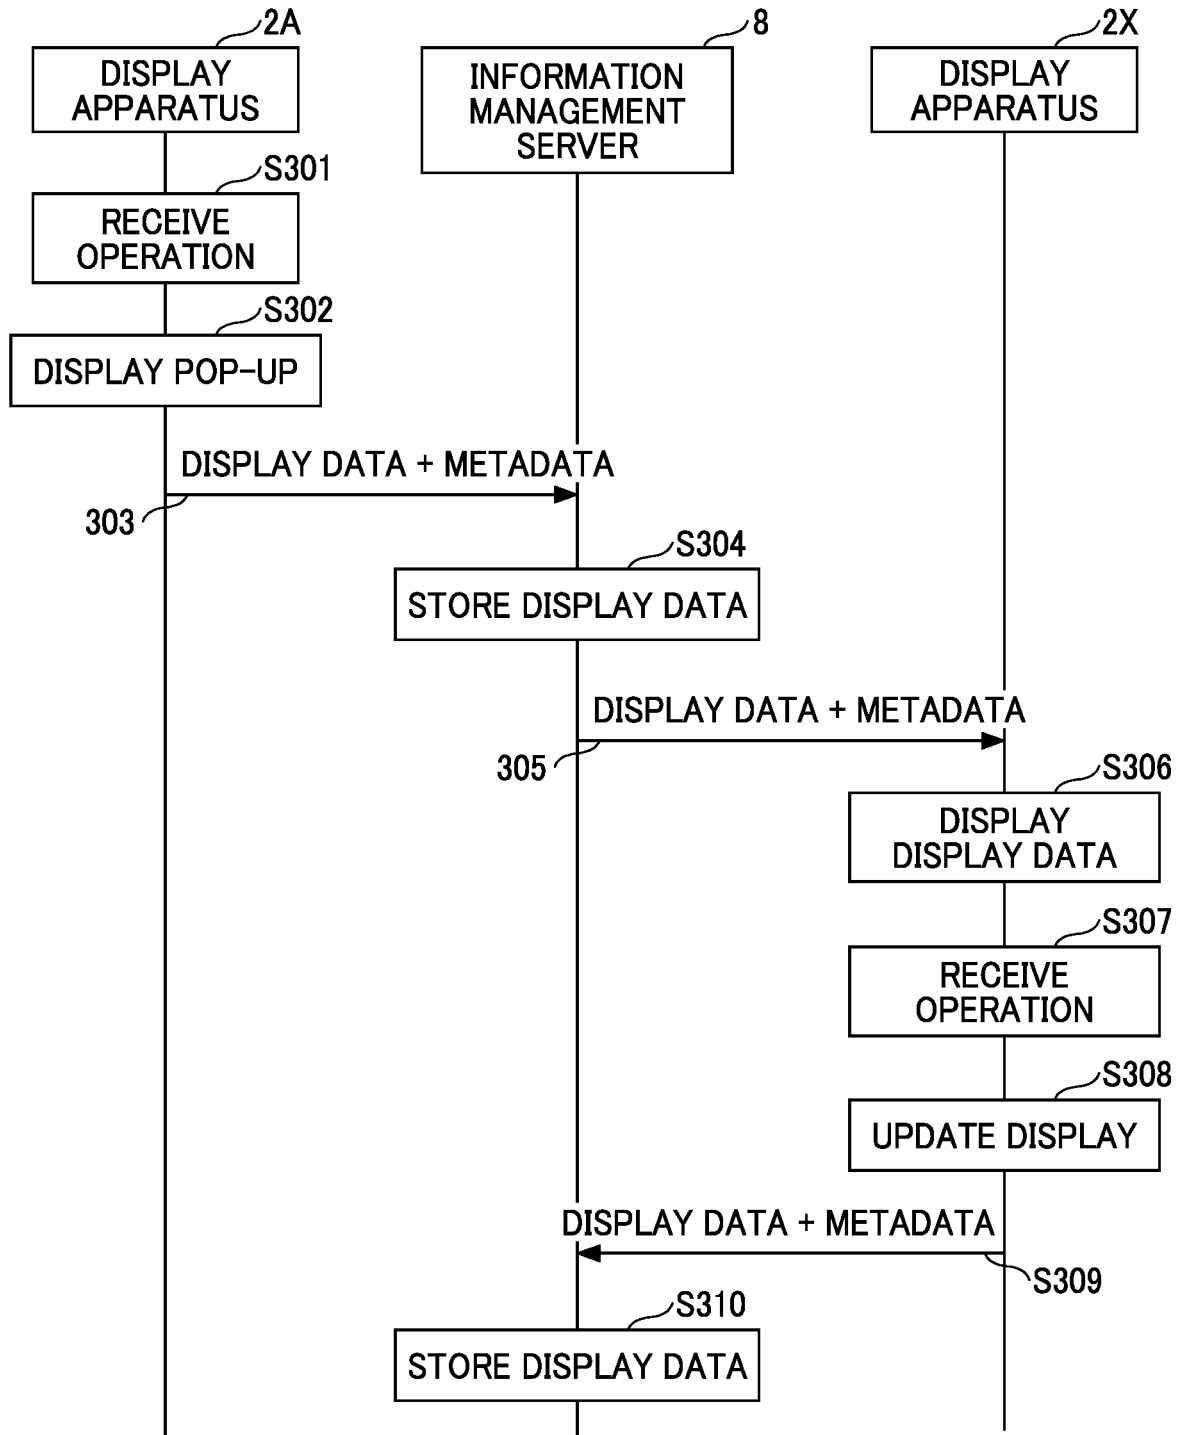 2A
8
2X
DISPLAY
APPARATUS
INFORMATION
MANAGEMENT
SERVER
DISPLAY
APPARATUS
S301
RECEIVE
OPERATION
S302
DISPLAY POP-UP
DISPLAY DATA + METADATA
303
S304
STORE DISPLAY DATA
DISPLAY DATA + METADATA
305
S306
DISPLAY
DISPLAY DATA
S307
RECEIVE
OPERATION
S308
UPDATE DISPLAY
DISPLAY DATA + METADATA
S309
S310
STORE DISPLAY DATA